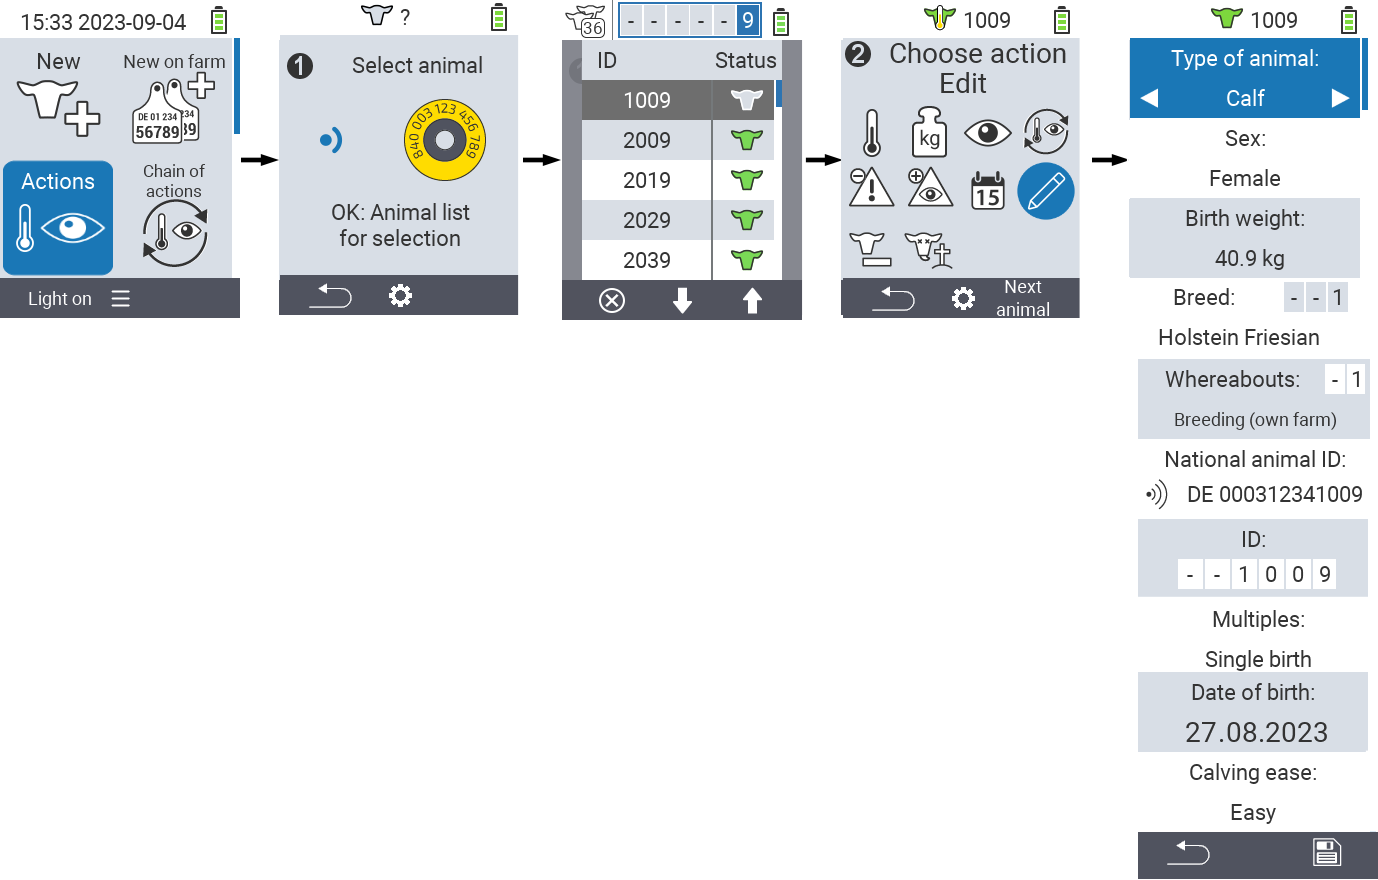 15:33 2023-09-04
New
New on farm
DE 01 234
56789
234
39
Actions
Chain of
actions
Light on
?
1
Select animal
840 003 123 456 789
OK: Animal list
for selection
36
- - - - - 9
ID Status
1009
2009
2019
2029
2039
1009
2 Choose action
Edit
kg
15
Next
animal
1009
Type of animal:
Calf
Sex:
Female
Birth weight:
40.9 kg
Breed: - - 1
Holstein Friesian
Whereabouts: - 1
Breeding (own farm)
National animal ID:
DE 000312341009
ID:
- - 1 0 0 9
Multiples:
Single birth
Date of birth:
27.08.2023
Calving ease:
Easy